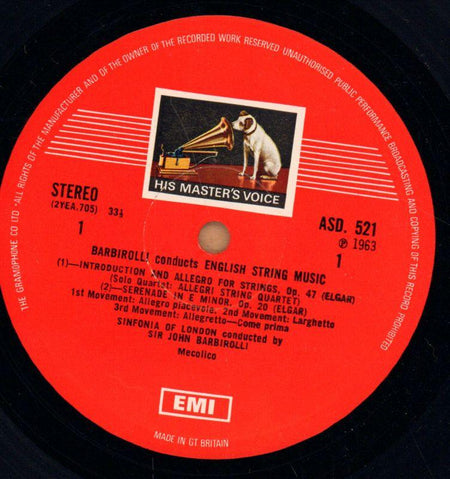 THE GRAMOPHONE CO LTD · ALL RIGHTS OF THE MANUFACTURER AND OF THE OWNER OF THE RECORDED WORK RESERVED UNAUTHORISED PUBLIC PERFORMANCE BROADCASTING AND COPYING OF THIS RECORD PROHIBITED
HIS MASTER'S VOICE
STEREO
(2YEA.705) 33⅓
1
ASD. 521
℗ 1963
1
BARBIROLLI conducts ENGLISH STRING MUSIC
(1)—INTRODUCTION AND ALLEGRO FOR STRINGS, Op. 47 (ELGAR)
(Solo Quartet: ALLEGRI STRING QUARTET)
(2)—SERENADE IN E MINOR, Op. 20 (ELGAR)
1st Movement: Allegro piacevole, 2nd Movement: Larghetto
3rd Movement: Allegretto—Come prima
SINFONIA OF LONDON conducted by
SIR JOHN BARBIROLLI
Mecolico
EMI
MADE IN GT BRITAIN